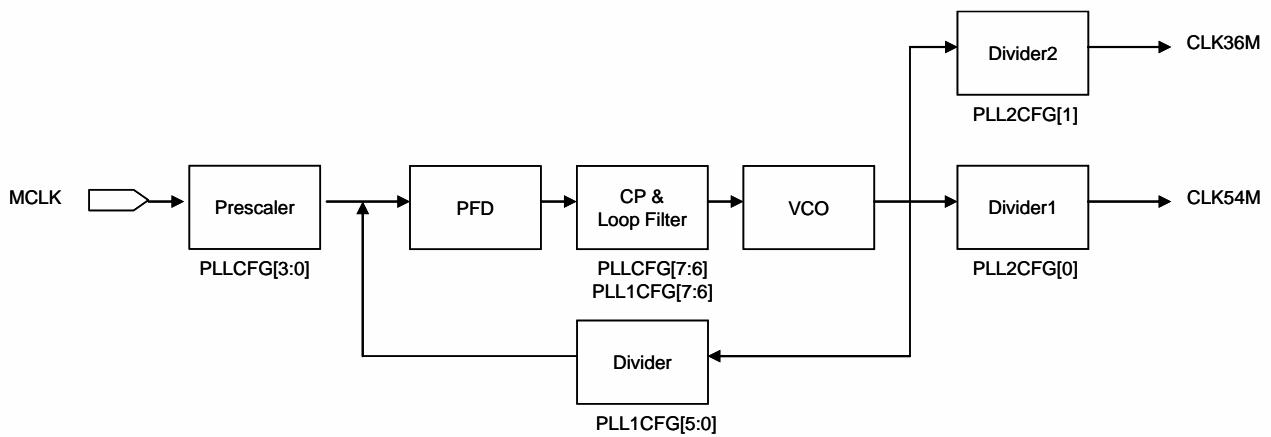 CLK36M
Divider2
PLL2CFG[1]
MCLK
Prescaler
PLLCFG[3:0]
PFD
CP &
Loop Filter
PLLCFG[7:6]
PLL1CFG[7:6]
VCO
Divider1
PLL2CFG[0]
CLK54M
Divider
PLL1CFG[5:0]